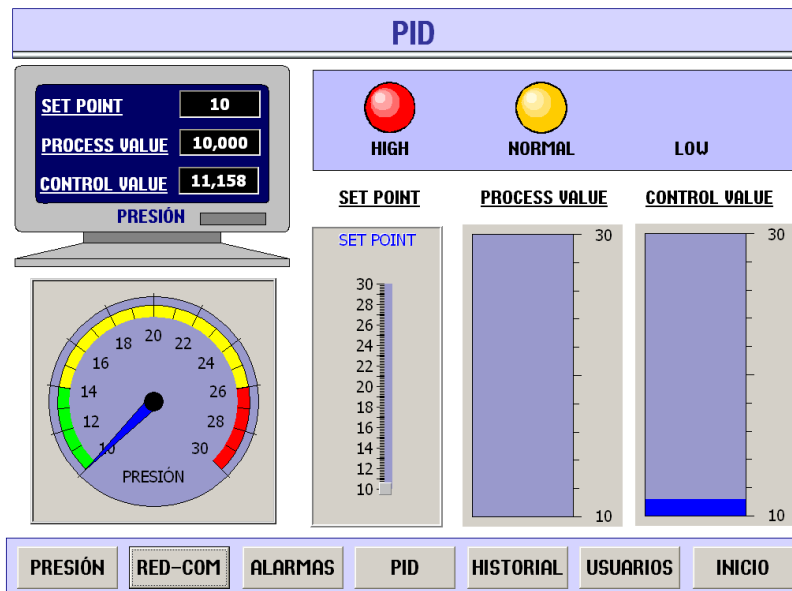 PID
SET POINT 10
PROCESS VALUE 10,000
CONTROL VALUE 11,158
PRESIÓN
HIGH NORMAL LOW
SET POINT PROCESS VALUE CONTROL VALUE
SET POINT
30
28
26
24
22
20
18
16
14
12
10
30
10
30
10
10
12
14
16
18
20
22
24
26
28
30
PRESIÓN
PRESIÓN RED-COM ALARMAS PID HISTORIAL USUARIOS INICIO